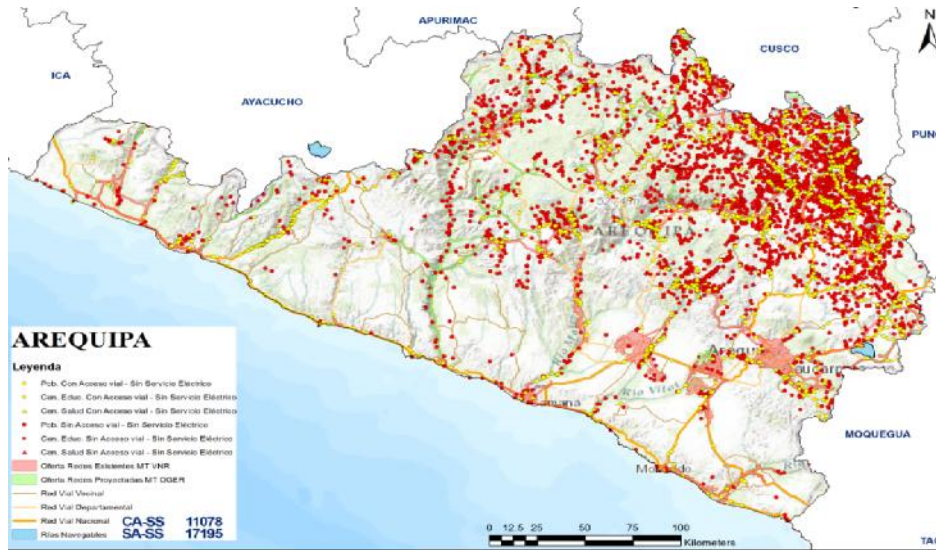 APURIMAC
N
CUSCO
ICA
AYACUCHO
PUN
AREQUIPA
MOQUEGUA
TAC
AREQUIPA
Leyenda
Pob. Con Acceso vial - Sin Servicio Eléctrico
Cen. Educ. Con Acceso vial - Sin Servicio Eléctrico
Cen. Salud Con Acceso vial - Sin Servicio Eléctrico
Pob. Sin Acceso vial - Sin Servicio Eléctrico
Cen. Educ. Sin Acceso vial - Sin Servicio Eléctrico
Cen. Salud Sin Acceso vial - Sin Servicio Eléctrico
Oferta Redes Existentes MT VNR
Oferta Redes Proyectadas MT DGER
Red Vial Vecinal
Red Vial Departamental
Red Vial Nacional CA-SS 11078
Ríos Navegables SA-SS 17195
0 12.5 25 50 75 100
Kilometers